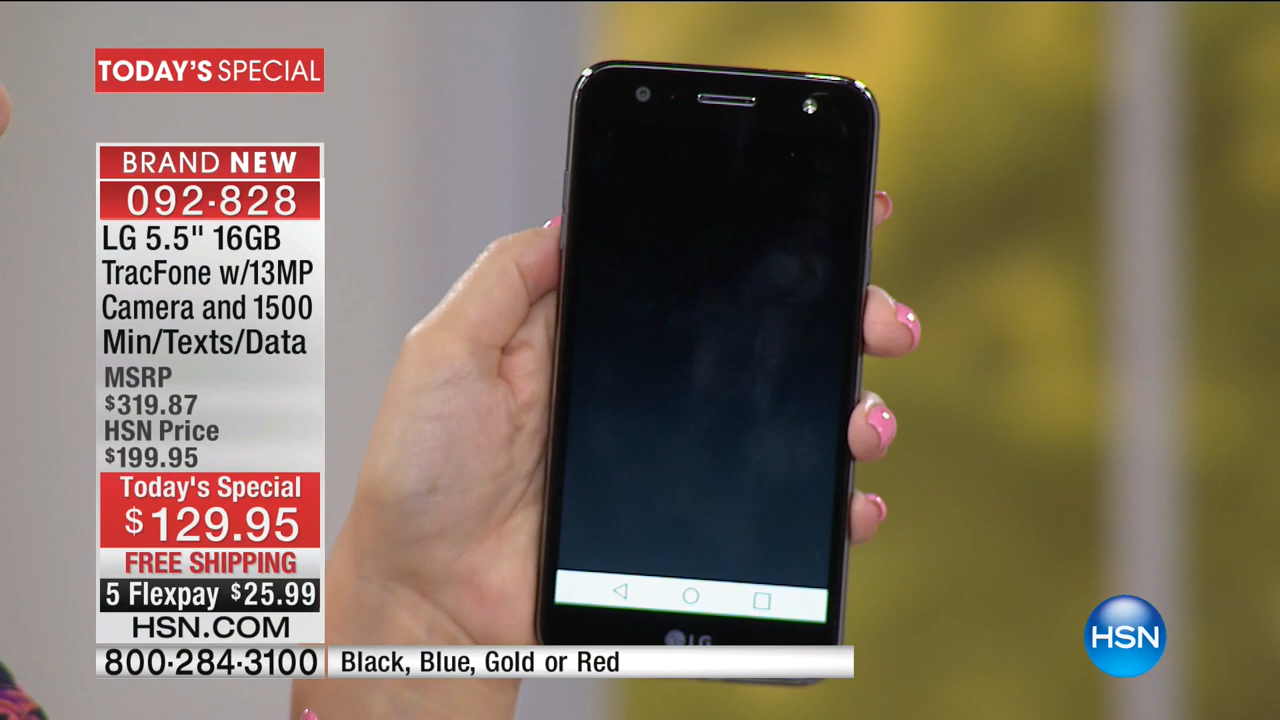 TODAY'S SPECIAL
BRAND NEW
092·828
LG 5.5" 16GB
TracFone w/13MP
Camera and 1500
Min/Texts/Data
MSRP
$319.87
HSN Price
$199.95
Today's Special
$129.95
FREE SHIPPING
5 Flexpay $25.99
HSN.COM
800·284·3100
Black, Blue, Gold or Red
LG
HSN